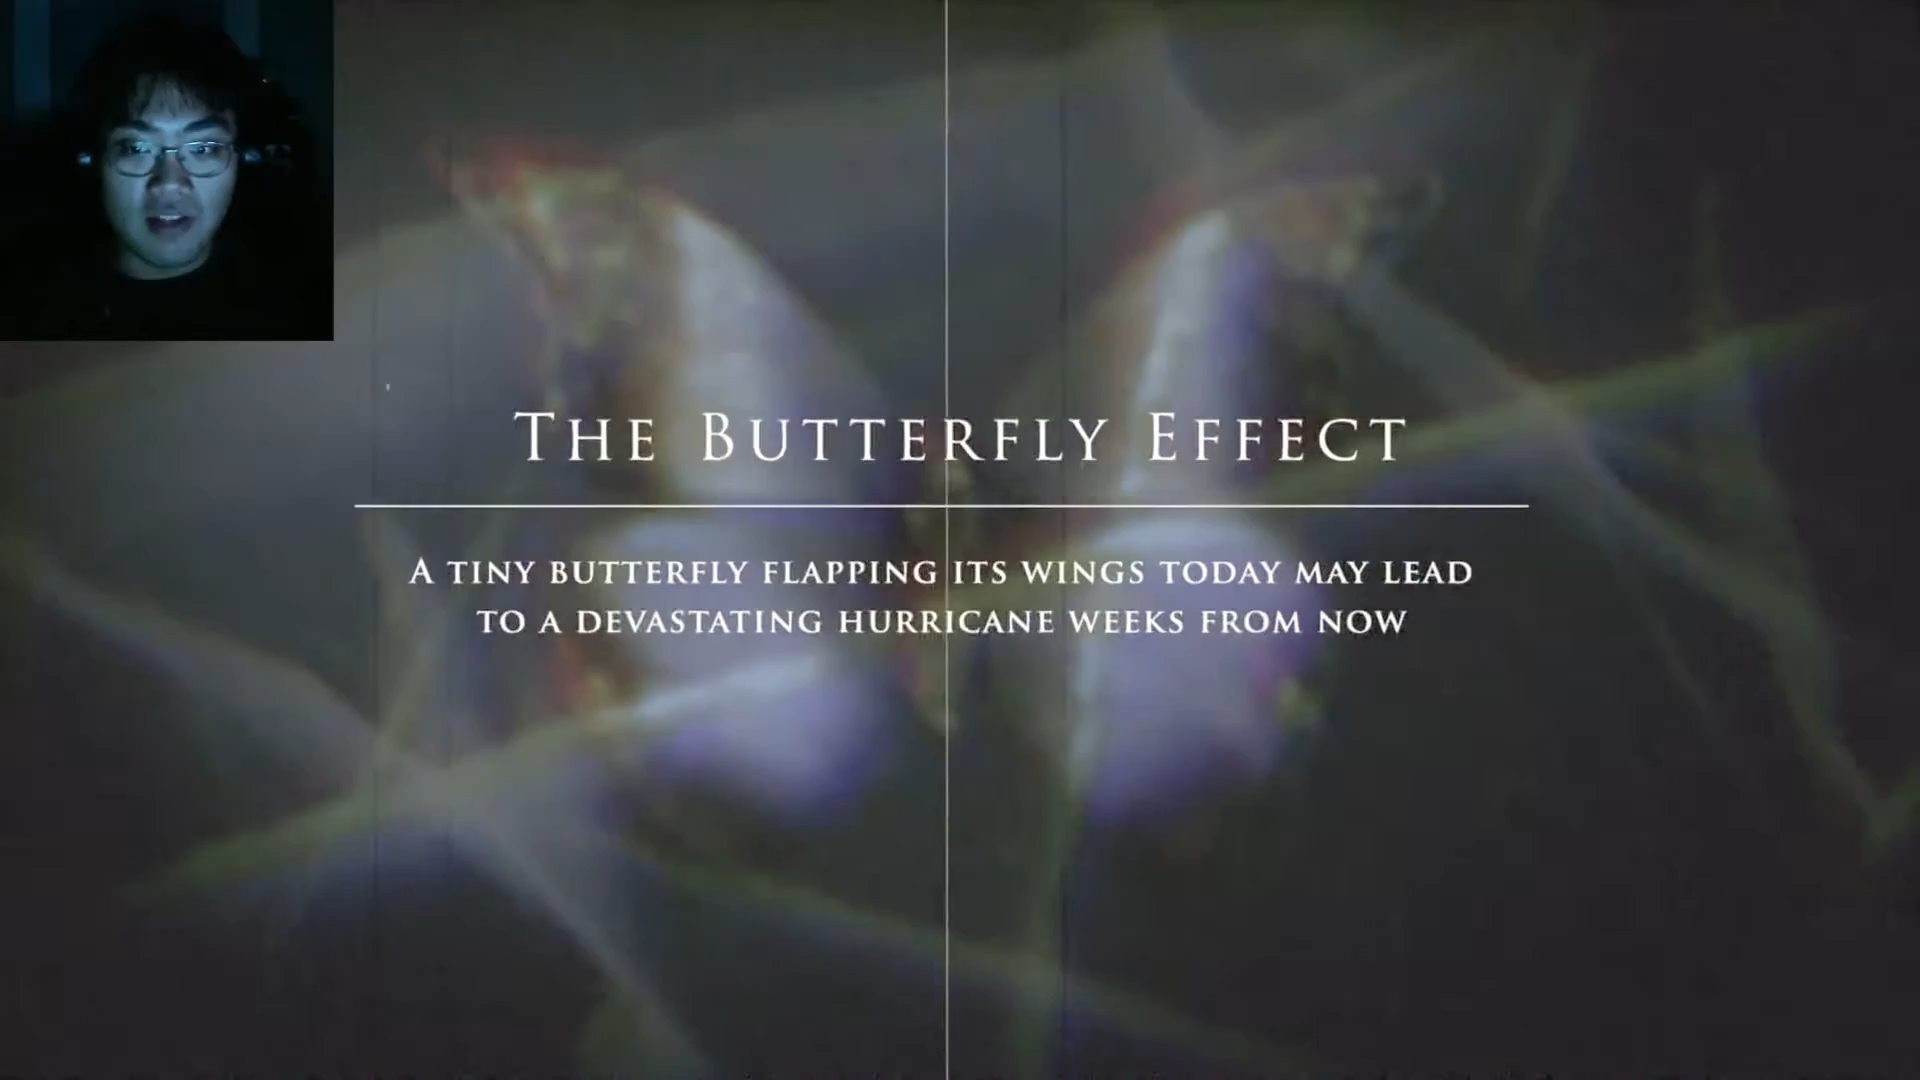 The Butterfly Effect
A tiny butterfly flapping its wings today may lead
to a devastating hurricane weeks from now